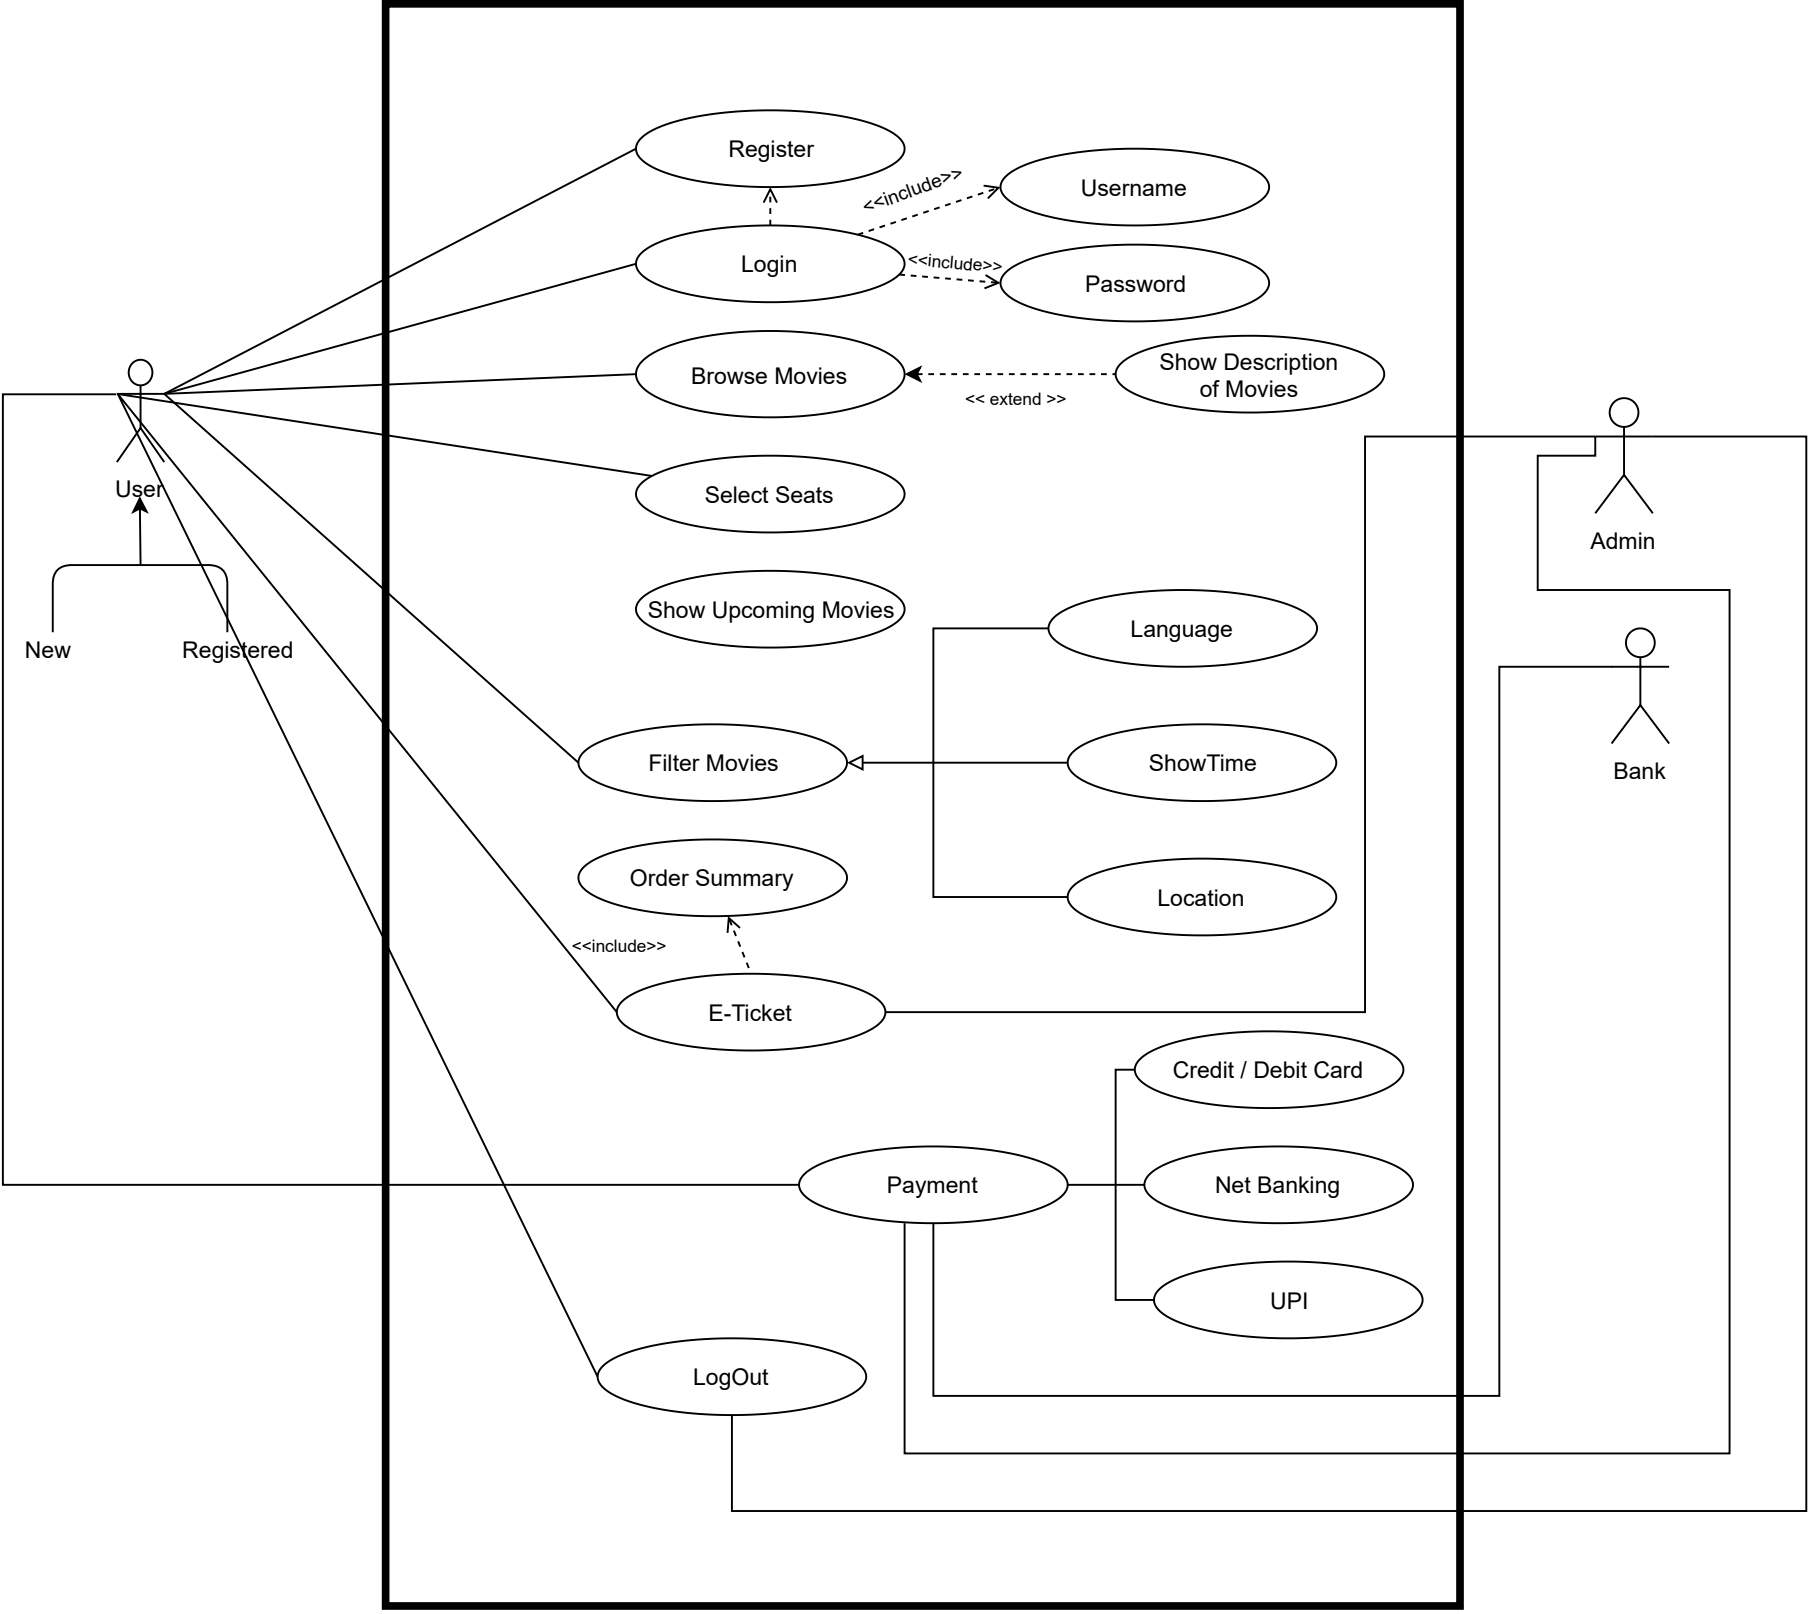 Register
<<include>>
Username
Login
<<include>>
Password
Browse Movies
<< extend >>
Show Description
of Movies
User
Select Seats
Admin
New
Registered
Show Upcoming Movies
Language
Filter Movies
ShowTime
Bank
Order Summary
Location
<<include>>
E-Ticket
Credit / Debit Card
Payment
Net Banking
UPI
LogOut